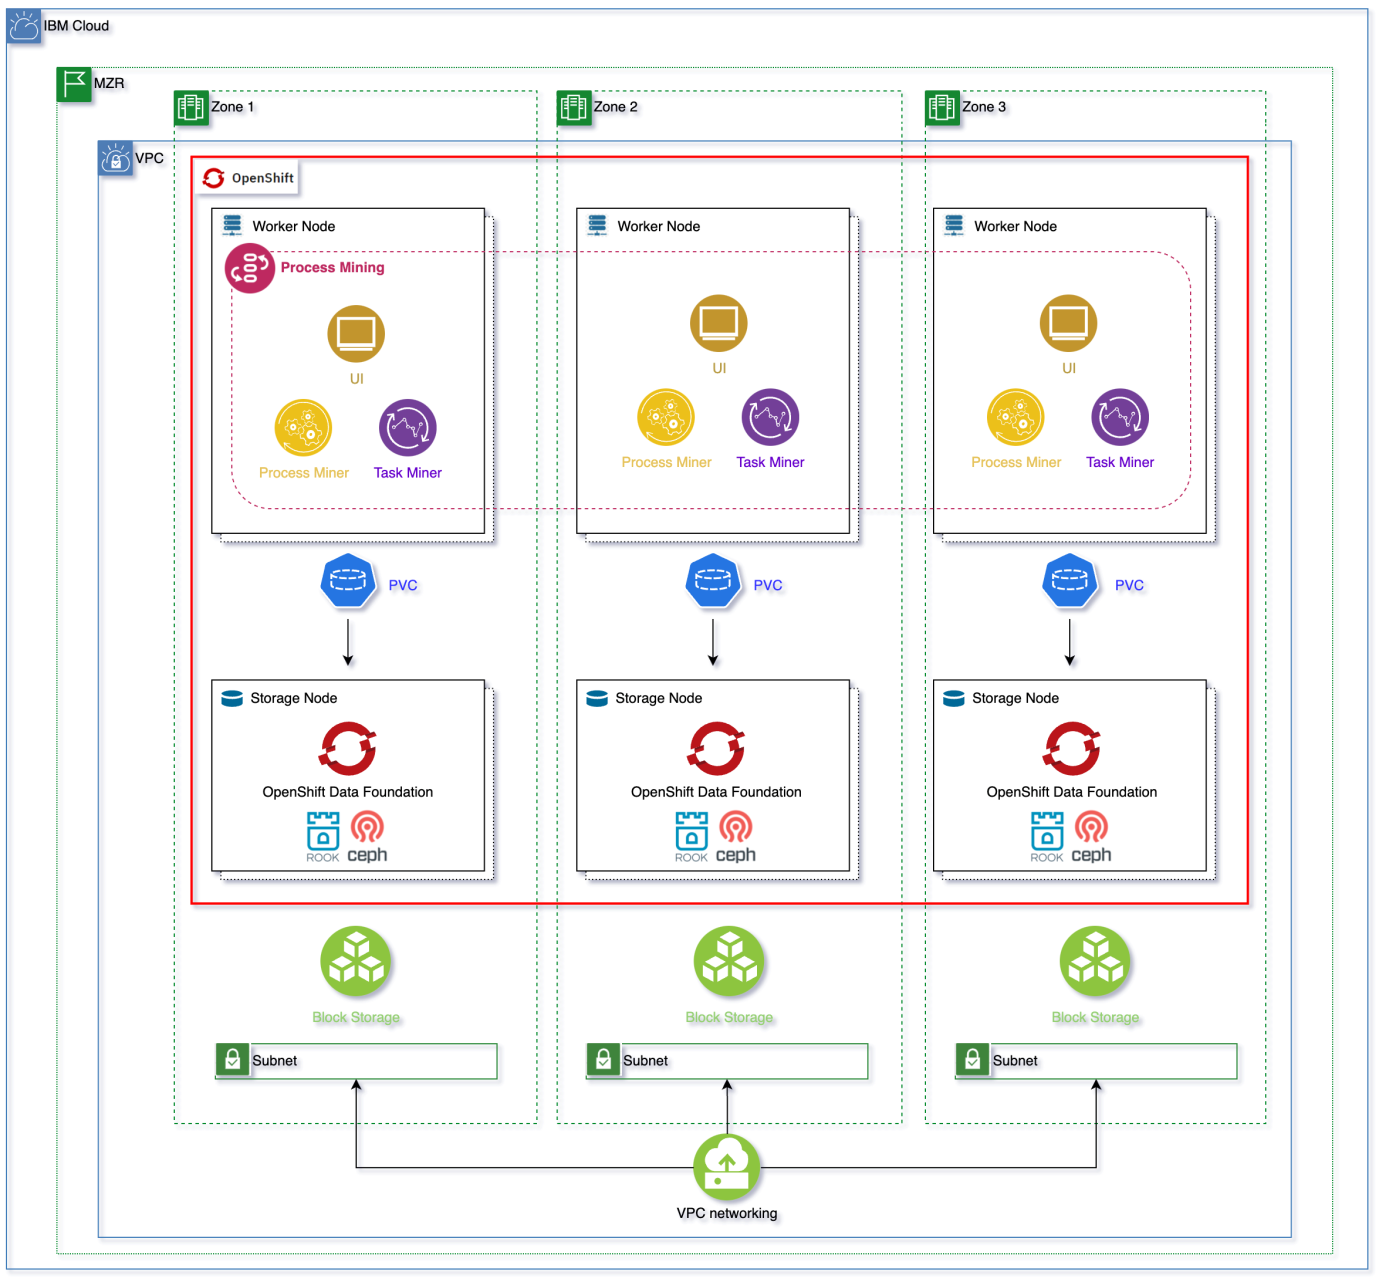 IBM Cloud
MZR
Zone 1
Zone 2
Zone 3
VPC
OpenShift
Worker Node
Worker Node
Worker Node
Process Mining
UI
UI
UI
Process Miner
Task Miner
Process Miner
Task Miner
Process Miner
Task Miner
PVC
PVC
PVC
Storage Node
Storage Node
Storage Node
OpenShift Data Foundation
OpenShift Data Foundation
OpenShift Data Foundation
ROOK
ceph
ROOK
ceph
ROOK
ceph
Block Storage
Block Storage
Block Storage
Subnet
Subnet
Subnet
VPC networking